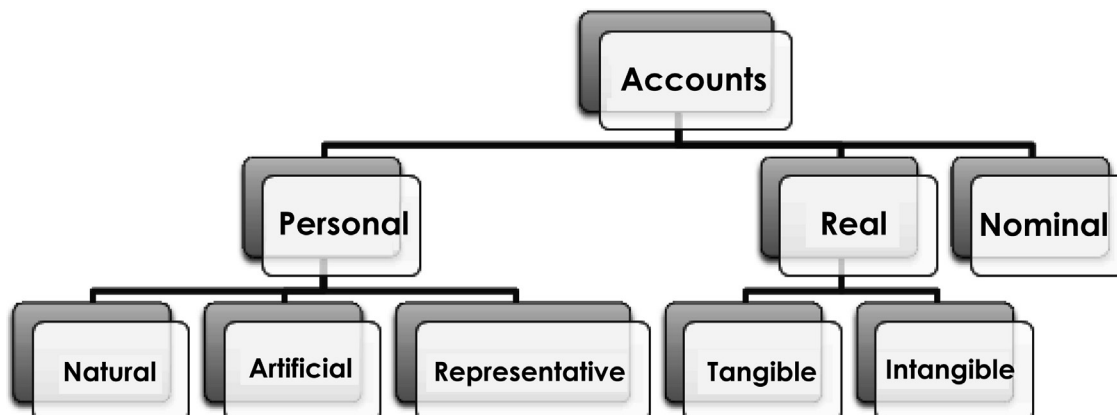 Accounts
Personal
Real
Nominal
Natural
Artificial
Representative
Tangible
Intangible